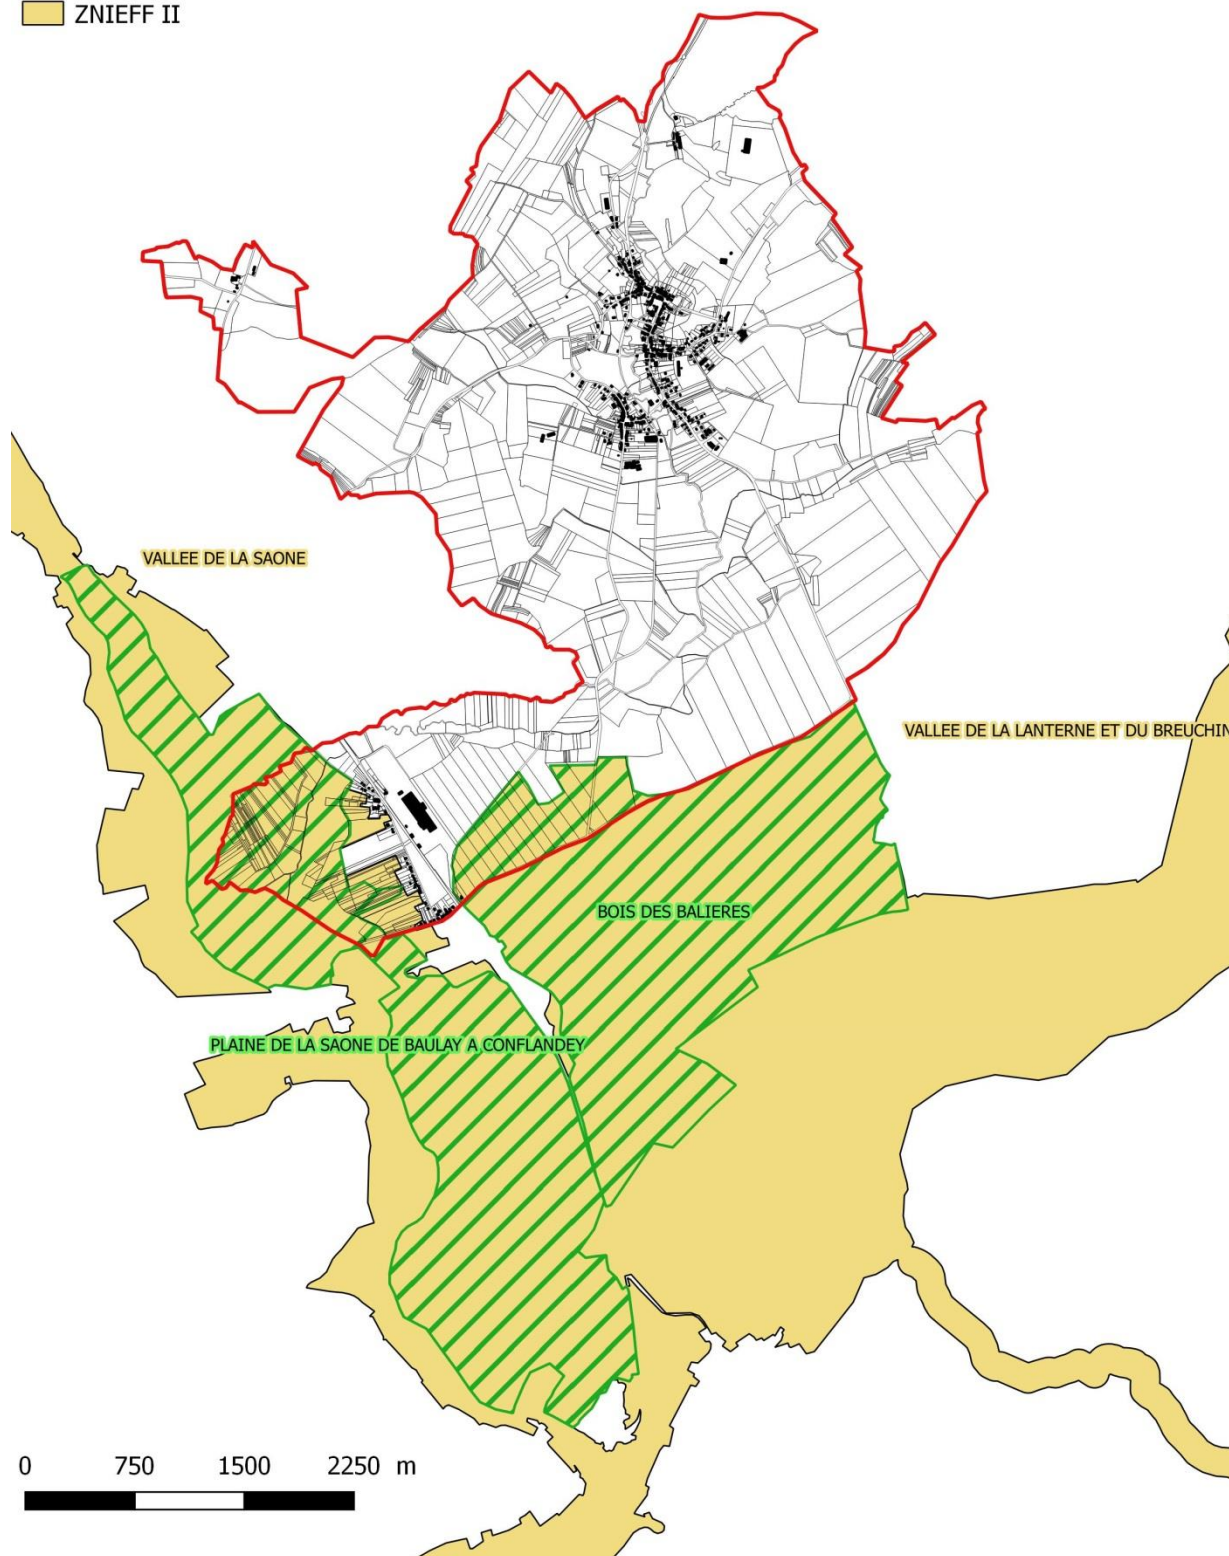 ZNIEFF II
VALLEE DE LA SAONE
VALLEE DE LA LANTERNE ET DU BREUCHIN
BOIS DES BALIERES
PLAINE DE LA SAONE DE BAULAY A CONFLANDEY
0 750 1500 2250 m